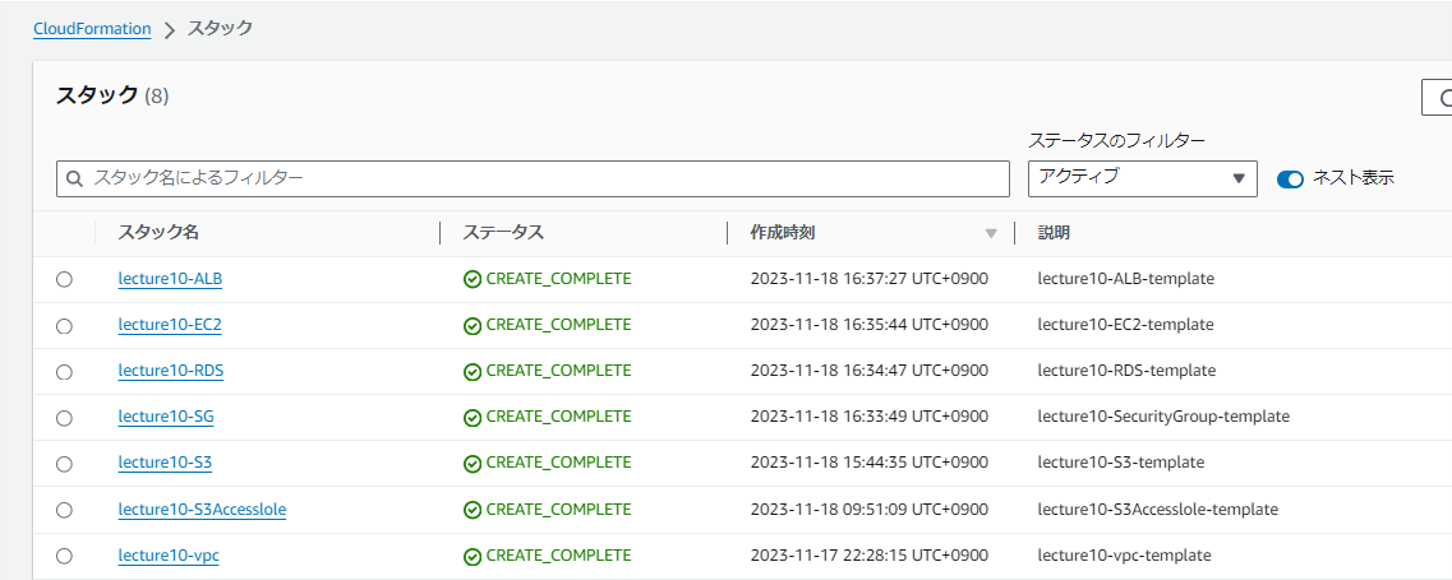 CloudFormation > スタック
スタック (8)
ステータスのフィルター
スタック名によるフィルター アクティブ ネスト表示
スタック名 ステータス 作成時刻 説明
lecture10-ALB CREATE_COMPLETE 2023-11-18 16:37:27 UTC+0900 lecture10-ALB-template
lecture10-EC2 CREATE_COMPLETE 2023-11-18 16:35:44 UTC+0900 lecture10-EC2-template
lecture10-RDS CREATE_COMPLETE 2023-11-18 16:34:47 UTC+0900 lecture10-RDS-template
lecture10-SG CREATE_COMPLETE 2023-11-18 16:33:49 UTC+0900 lecture10-SecurityGroup-template
lecture10-S3 CREATE_COMPLETE 2023-11-18 15:44:35 UTC+0900 lecture10-S3-template
lecture10-S3Accesslole CREATE_COMPLETE 2023-11-18 09:51:09 UTC+0900 lecture10-S3Accesslole-template
lecture10-vpc CREATE_COMPLETE 2023-11-17 22:28:15 UTC+0900 lecture10-vpc-template